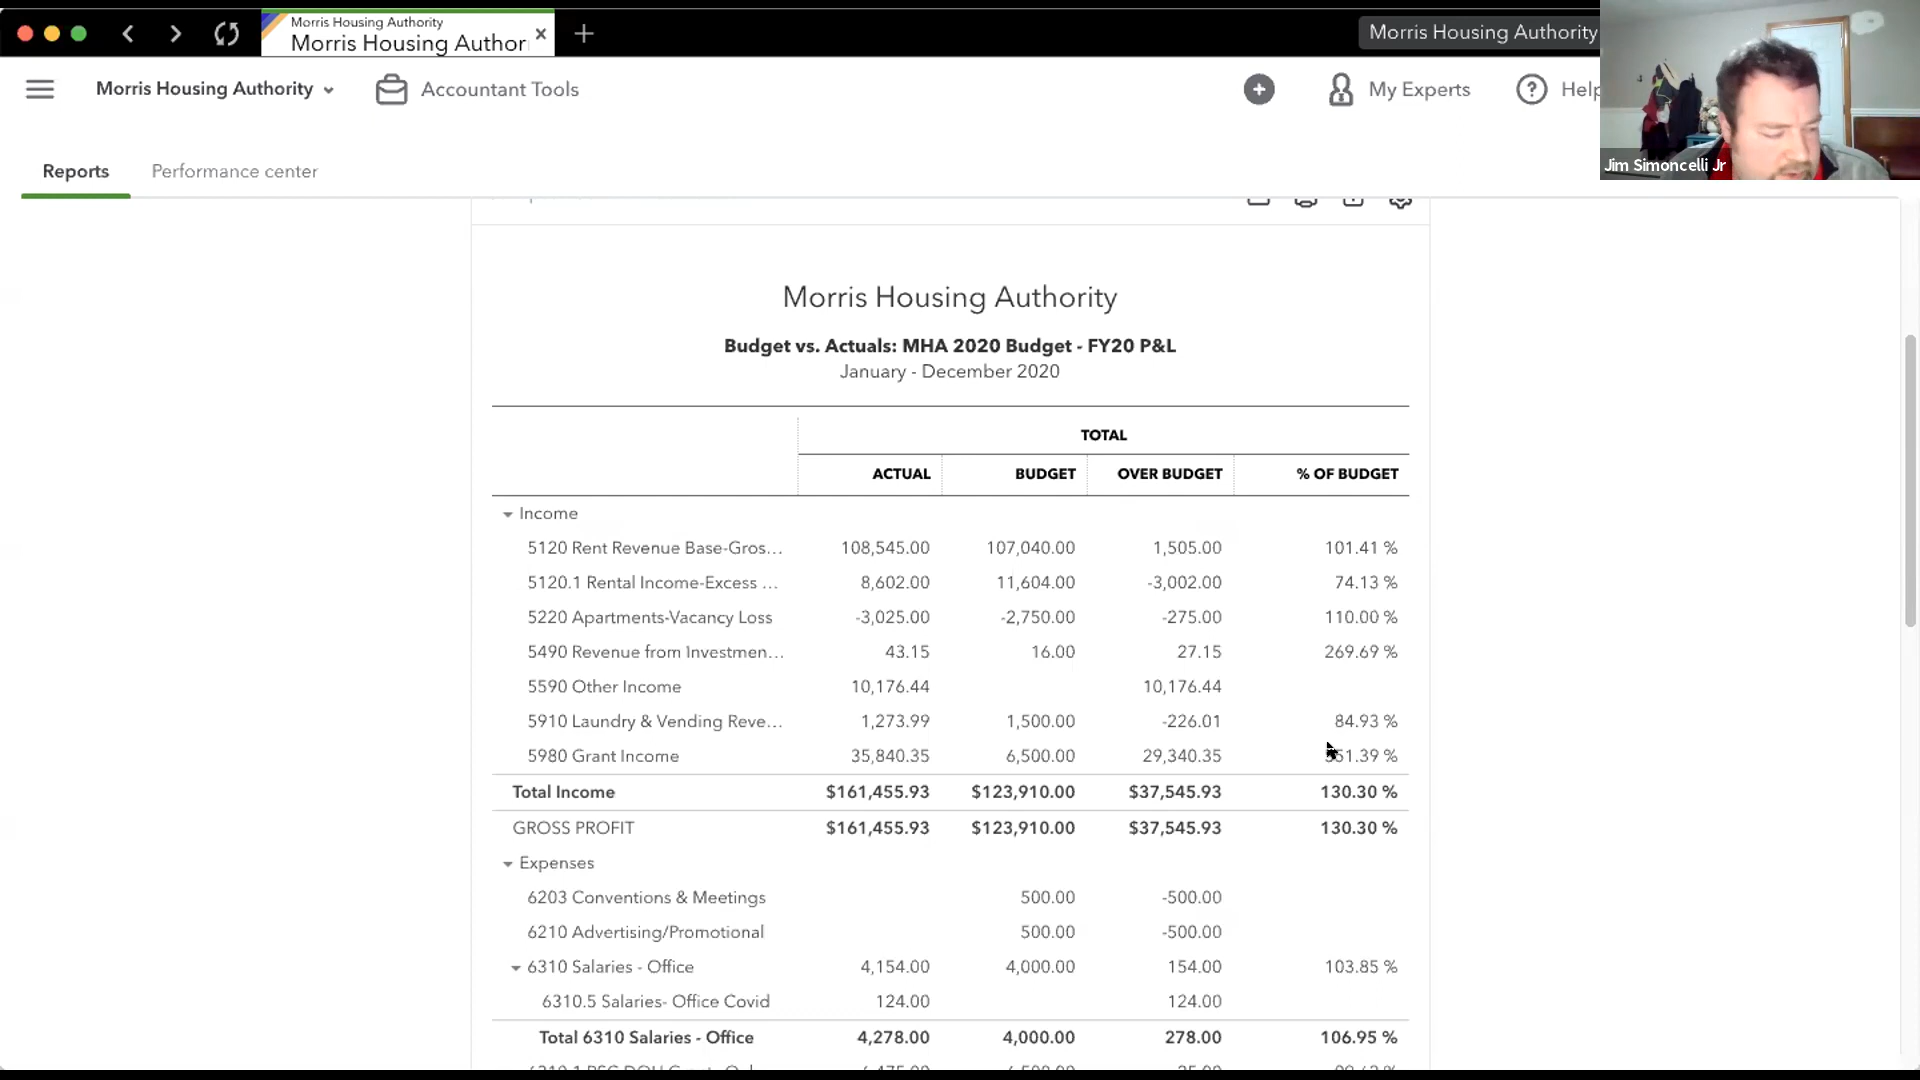 Morris Housing Authority
Morris Housing Author
Morris Housing Authority
Morris Housing Authority
Accountant Tools
My Experts
Help
Jim Simoncelli Jr
Reports
Performance center
Morris Housing Authority
Budget vs. Actuals: MHA 2020 Budget - FY20 P&L
January - December 2020
TOTAL
ACTUAL BUDGET OVER BUDGET % OF BUDGET
Income
5120 Rent Revenue Base-Gros... 108,545.00 107,040.00 1,505.00 101.41 %
5120.1 Rental Income-Excess ... 8,602.00 11,604.00 -3,002.00 74.13 %
5220 Apartments-Vacancy Loss -3,025.00 -2,750.00 -275.00 110.00 %
5490 Revenue from Investmen... 43.15 16.00 27.15 269.69 %
5590 Other Income 10,176.44 10,176.44
5910 Laundry & Vending Reve... 1,273.99 1,500.00 -226.01 84.93 %
5980 Grant Income 35,840.35 6,500.00 29,340.35
Total Income $161,455.93 $123,910.00 $37,545.93 130.30 %
GROSS PROFIT $161,455.93 $123,910.00 $37,545.93 130.30 %
Expenses
6203 Conventions & Meetings 500.00 -500.00
6210 Advertising/Promotional 500.00 -500.00
6310 Salaries - Office 4,154.00 4,000.00 154.00 103.85 %
6310.5 Salaries- Office Covid 124.00 124.00
Total 6310 Salaries - Office 4,278.00 4,000.00 278.00 106.95 %